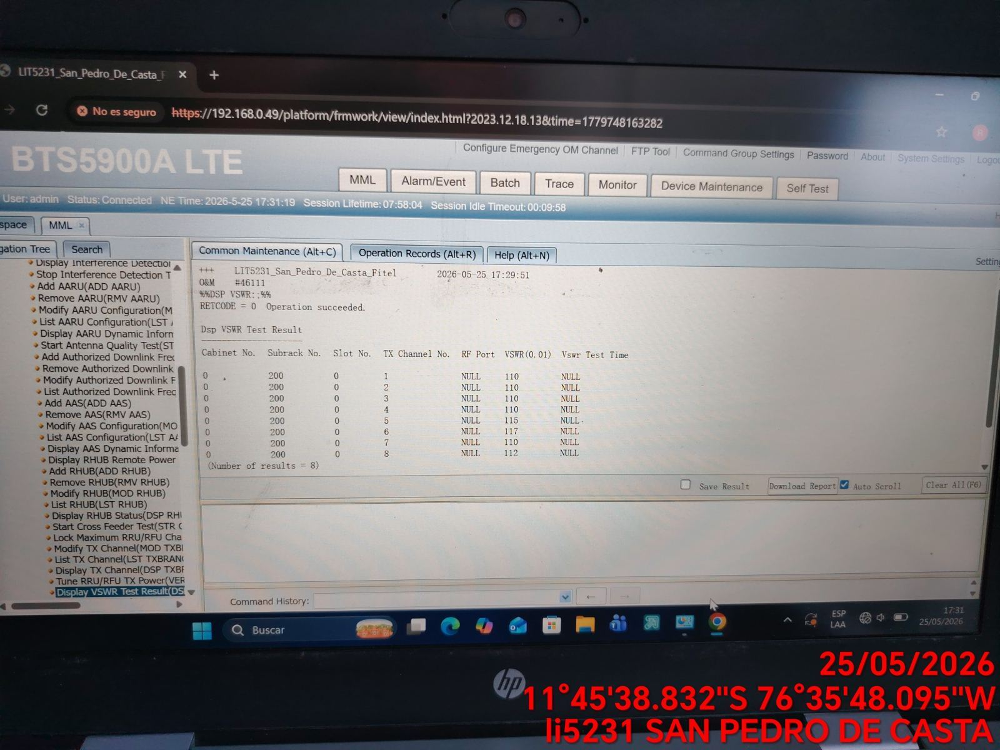 LIT5231_San_Pedro_De_Casta_F
No es seguro https://192.168.0.49/platform/frmwork/view/index.html?2023.12.18.13&time=1779748163282
BTS5900A LTE
Configure Emergency OM Channel FTP Tool Command Group Settings Password About System Settings Logou
MML Alarm/Event Batch Trace Monitor Device Maintenance Self Test
User: admin Status: Connected NE Time: 2026-5-25 17:31:19 Session Lifetime: 07:58:04 Session Idle Timeout: 00:09:58
space MML
gation Tree Search
Common Maintenance (Alt+C) Operation Records (Alt+R) Help (Alt+N)
Setting
Display Interference Detection
Stop Interference Detection T
Add AARU(ADD AARU)
Remove AARU(RMV AARU)
Modify AARU Configuration(M
List AARU Configuration(LST A
Display AARU Dynamic Inform
Start Antenna Quality Test(ST
Add Authorized Downlink Fred
Remove Authorized Downlink
Modify Authorized Downlink F
List Authorized Downlink Freq
Add AAS(ADD AAS)
Remove AAS(RMV AAS)
Modify AAS Configuration(MO
List AAS Configuration(LST AA
Display AAS Dynamic Informa
Display RHUB Remote Power
Add RHUB(ADD RHUB)
Remove RHUB(RMV RHUB)
Modify RHUB(MOD RHUB)
List RHUB(LST RHUB)
Display RHUB Status(DSP RH
Start Cross Feeder Test(STR C
Lock Maximum RRU/RFU Cha
Modify TX Channel(MOD TXB
List TX Channel(LST TXBRAN
Display TX Channel(DSP TXB
Tune RRU/RFU TX Power(VER
Display VSWR Test Result(DS
+++ LIT5231_San_Pedro_De_Casta_Fitel 2026-05-25 17:29:51
O&M #46111
%%DSP VSWR:;%%
RETCODE = 0 Operation succeeded.
Dsp VSWR Test Result
--------------------
Cabinet No. Subrack No. Slot No. TX Channel No. RF Port VSWR(0.01) Vswr Test Time
0 200 0 1 NULL 110 NULL
0 200 0 2 NULL 110 NULL
0 200 0 3 NULL 110 NULL
0 200 0 4 NULL 110 NULL
0 200 0 5 NULL 115 NULL
0 200 0 6 NULL 117 NULL
0 200 0 7 NULL 110 NULL
0 200 0 8 NULL 112 NULL
(Number of results = 8)
Save Result Download Report Auto Scroll Clear All(F6)
Command History:
Buscar
ESP
LAA
17:31
25/05/2026
hp
25/05/2026
11°45'38.832"S 76°35'48.095"W
li5231 SAN PEDRO DE CASTA